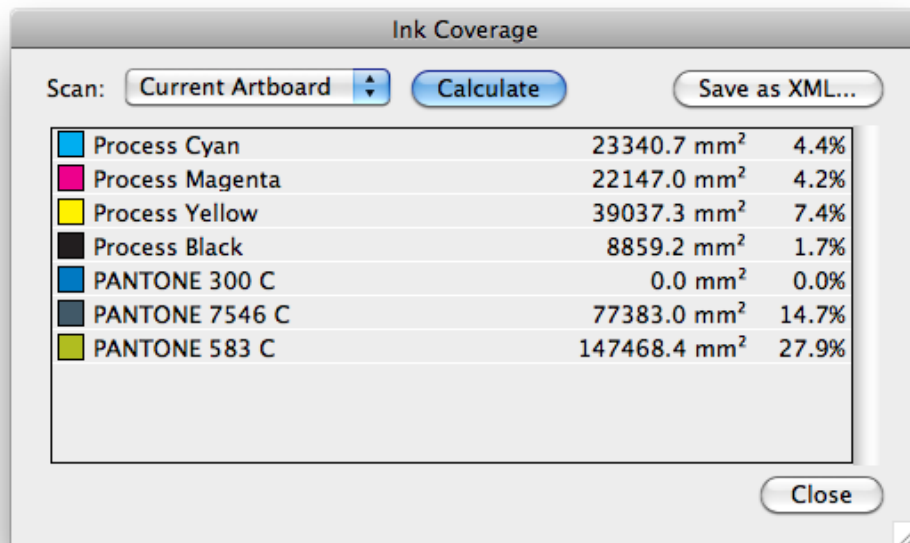 Ink Coverage
Scan: Current Artboard Calculate Save as XML...
Process Cyan 23340.7 mm² 4.4%
Process Magenta 22147.0 mm² 4.2%
Process Yellow 39037.3 mm² 7.4%
Process Black 8859.2 mm² 1.7%
PANTONE 300 C 0.0 mm² 0.0%
PANTONE 7546 C 77383.0 mm² 14.7%
PANTONE 583 C 147468.4 mm² 27.9%
Close